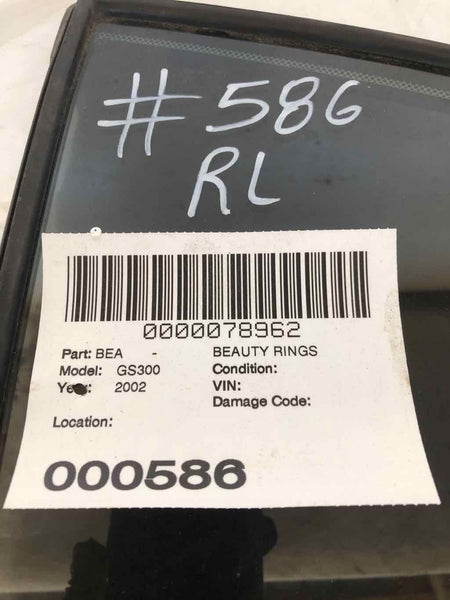 #586
RL
0000078962
Part: BEA - BEAUTY RINGS
Model: GS300 Condition:
Year: 2002 VIN:
Damage Code:
Location:
000586